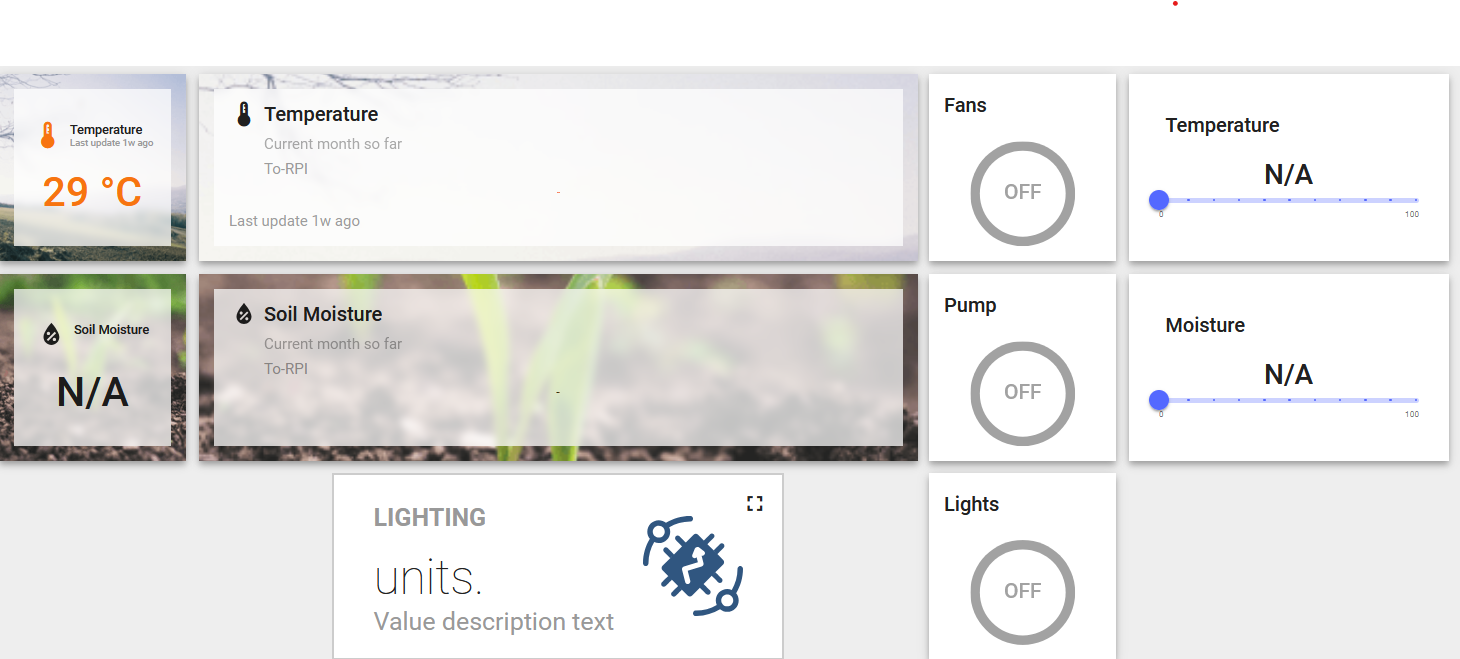 Temperature
Last update 1w ago
29 °C
Temperature
Current month so far
To-RPI
-
Last update 1w ago
Fans
OFF
Temperature
N/A
0
100
Soil Moisture
N/A
Soil Moisture
Current month so far
To-RPI
-
Pump
OFF
Moisture
N/A
0
100
LIGHTING
units.
Value description text
Lights
OFF